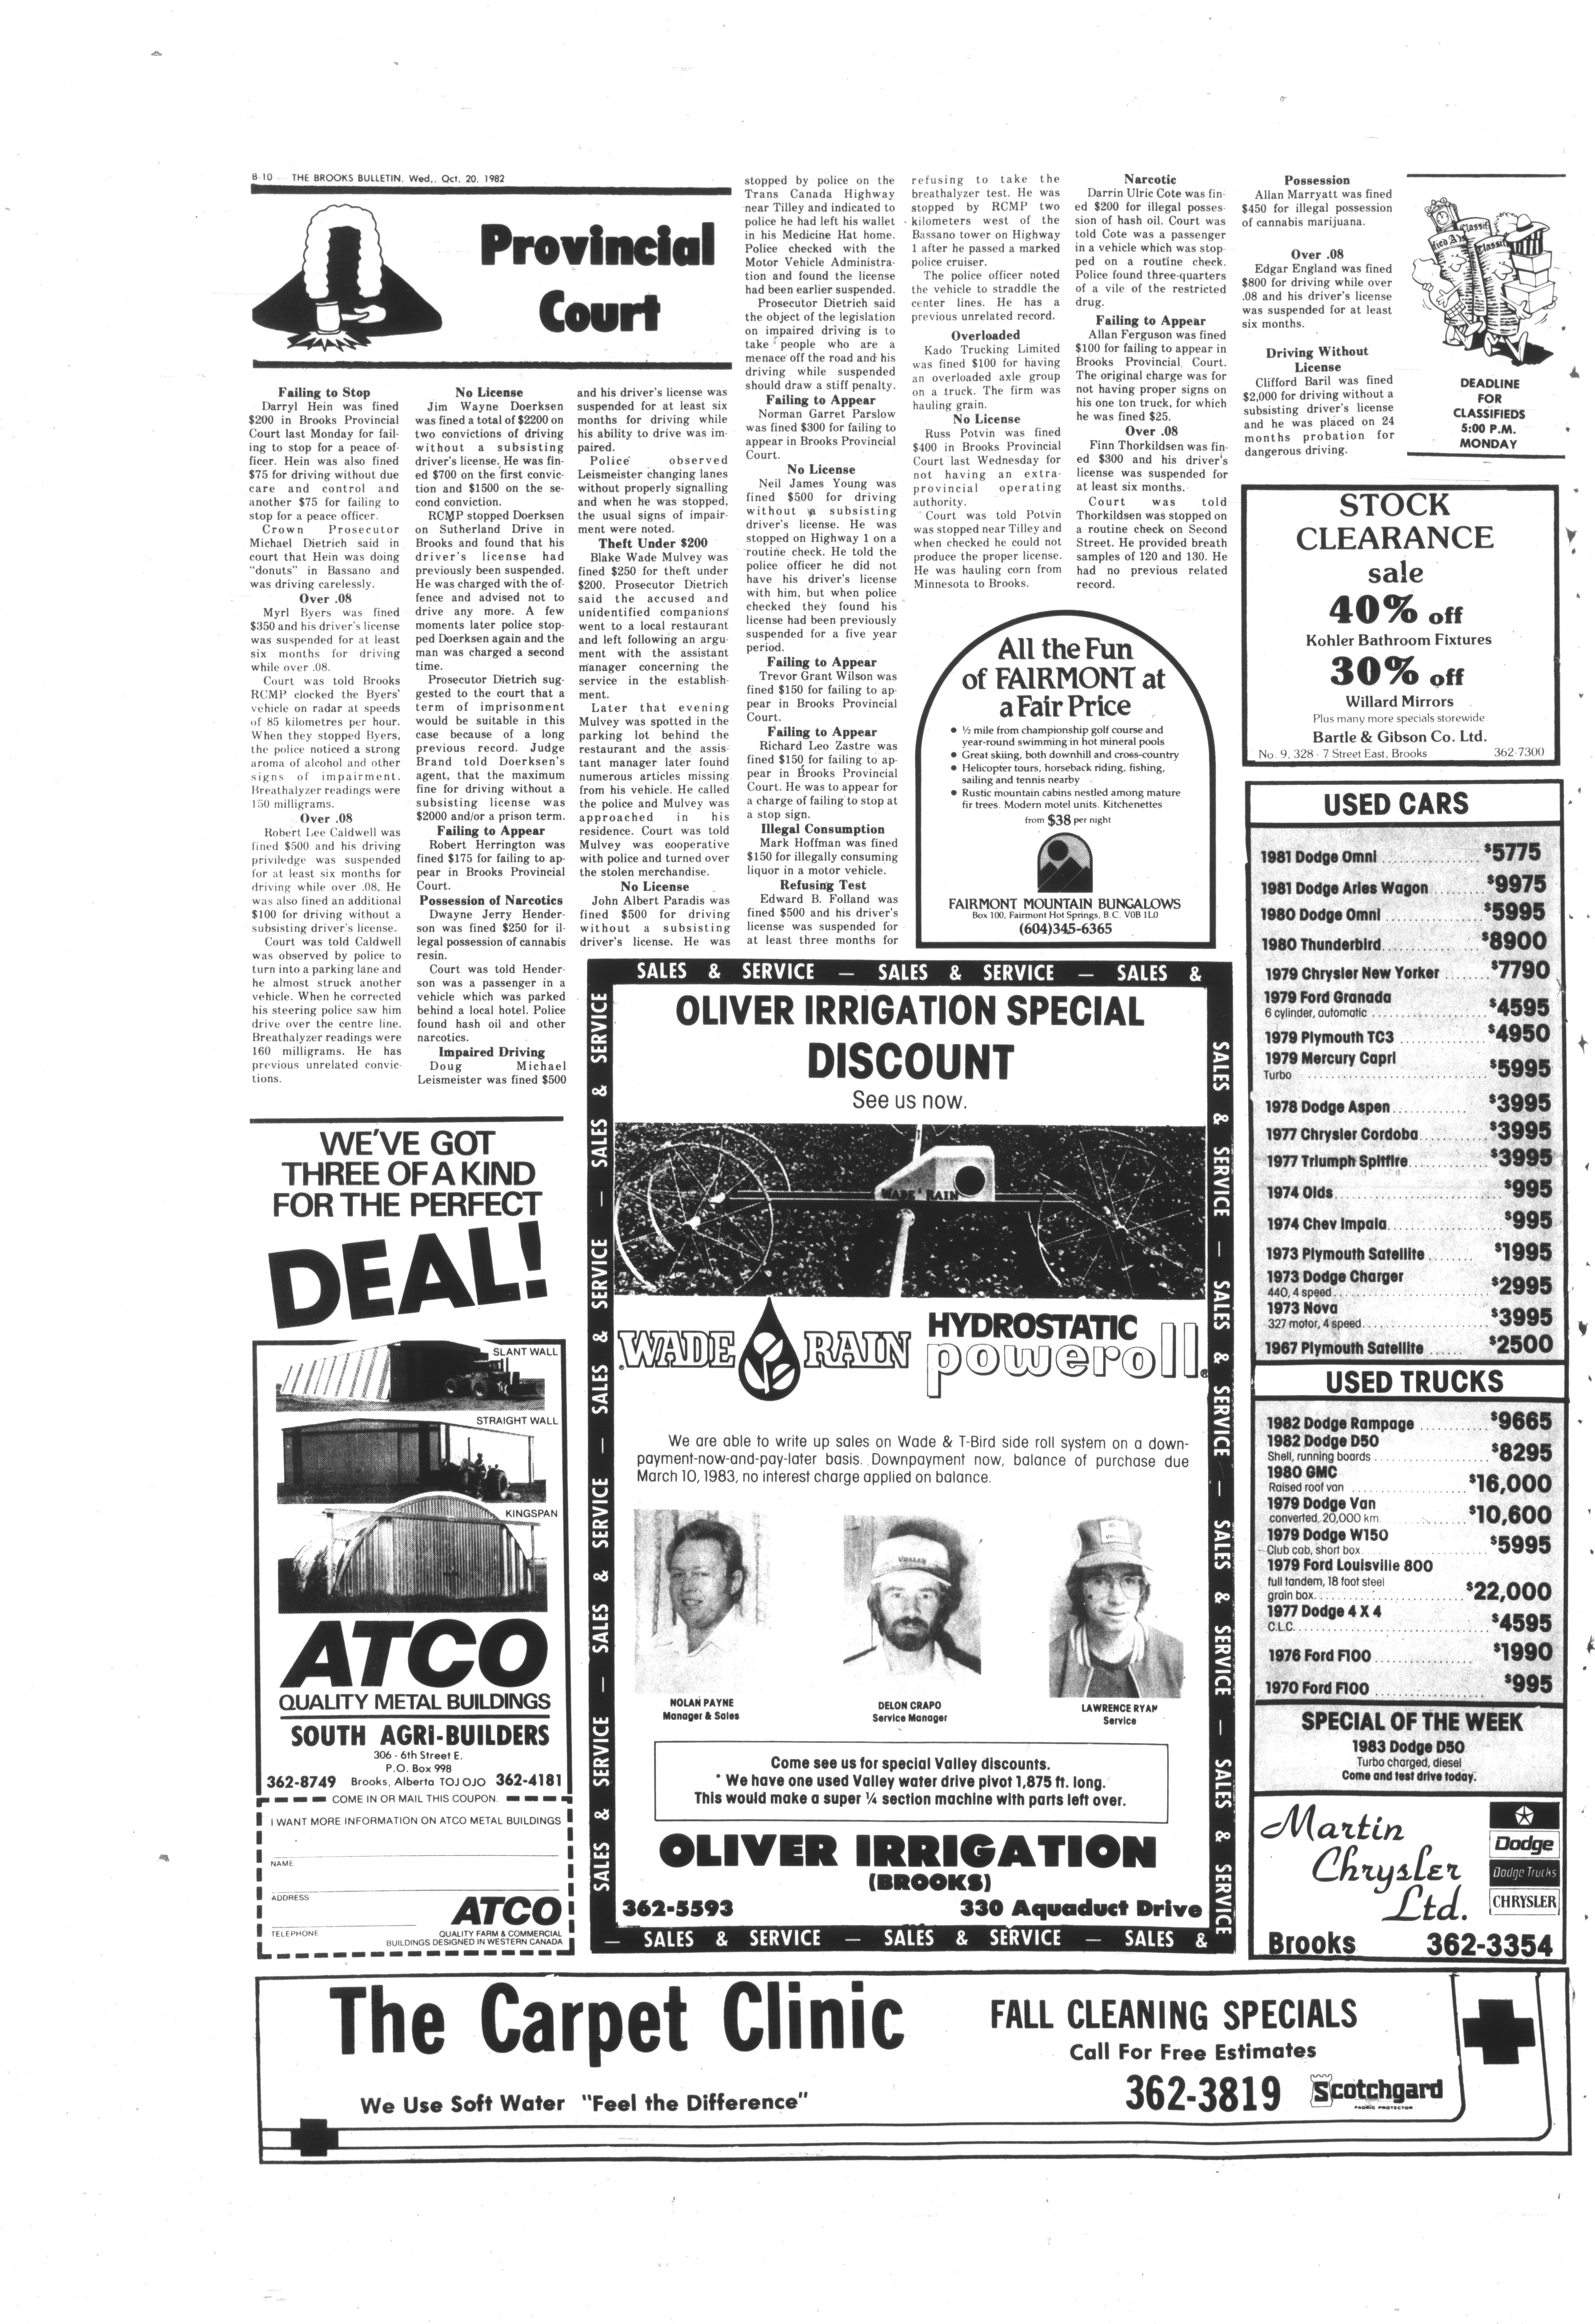 B-10 — THE BROOKS BULLETIN, Wed,. Oct. 20, 1982
Provincial
Court
Failing to Stop
Darryl Hein was fined
$200 in Brooks Provincial
Court last Monday for fail-
ing to stop for a peace of-
ficer. Hein was also fined
$75 for driving without due
care and control and
another $75 for failing to
stop for a peace officer.
Crown Prosecutor
Michael Dietrich said in
court that Hein was doing
"donuts" in Bassano and
was driving carelessly.
Over .08
Myrl Byers was fined
$350 and his driver's license
was suspended for at least
six months for driving
while over .08.
Court was told Brooks
RCMP clocked the Byers'
vehicle on radar at speeds
of 85 kilometres per hour.
When they stopped Byers,
the police noticed a strong
aroma of alcohol and other
signs of impairment.
Breathalyzer readings were
150 milligrams.
Over .08
Robert Lee Caldwell was
fined $500 and his driving
priviledge was suspended
for at least six months for
driving while over .08. He
was also fined an additional
$100 for driving without a
subsisting driver's license.
Court was told Caldwell
was observed by police to
turn into a parking lane and
he almost struck another
vehicle. When he corrected
his steering police saw him
drive over the centre line.
Breathalyzer readings were
160 milligrams. He has
previous unrelated convic-
tions.
No License
Jim Wayne Doerksen
was fined a total of $2200 on
two convictions of driving
without a subsisting
driver's license. He was fin-
ed $700 on the first convic-
tion and $1500 on the se-
cond conviction.
RCMP stopped Doerksen
on Sutherland Drive in
Brooks and found that his
driver's license had
previously been suspended.
He was charged with the of-
fence and advised not to
drive any more. A few
moments later police stop-
ped Doerksen again and the
man was charged a second
time.
Prosecutor Dietrich sug-
gested to the court that a
term of imprisonment
would be suitable in this
case because of a long
previous record. Judge
Brand told Doerksen's
agent, that the maximum
fine for driving without a
subsisting license was
$2000 and/or a prison term.
Failing to Appear
Robert Herrington was
fined $175 for failing to ap-
pear in Brooks Provincial
Court.
Possession of Narcotics
Dwayne Jerry Hender-
son was fined $250 for il-
legal possession of cannabis
resin.
Court was told Hender-
son was a passenger in a
vehicle which was parked
behind a local hotel. Police
found hash oil and other
narcotics.
Impaired Driving
Doug Michael
Leismeister was fined $500
and his driver's license was
suspended for at least six
months for driving while
his ability to drive was im-
paired.
Police observed
Leismeister changing lanes
without properly signalling
and when he was stopped,
the usual signs of impair-
ment were noted.
Theft Under $200
Blake Wade Mulvey was
fined $250 for theft under
$200. Prosecutor Dietrich
said the accused and
unidentified companions
went to a local restaurant
and left following an argu-
ment with the assistant
manager concerning the
service in the establish-
ment.
Later that evening
Mulvey was spotted in the
parking lot behind the
restaurant and the assis-
tant manager later found
numerous articles missing
from his vehicle. He called
the police and Mulvey was
approached in his
residence. Court was told
Mulvey was cooperative
with police and turned over
the stolen merchandise.
No License
John Albert Paradis was
fined $500 for driving
without a subsisting
driver's license. He was
stopped by police on the
Trans Canada Highway
near Tilley and indicated to
police he had left his wallet
in his Medicine Hat home.
Police checked with the
Motor Vehicle Administra-
tion and found the license
had been earlier suspended.
Prosecutor Dietrich said
the object of the legislation
on impaired driving is to
take people who are a
menace off the road and his
driving while suspended
should draw a stiff penalty.
Failing to Appear
Norman Garret Parslow
was fined $300 for failing to
appear in Brooks Provincial
Court.
No License
Neil James Young was
fined $500 for driving
without a subsisting
driver's license. He was
stopped on Highway 1 on a
routine check. He told the
police officer he did not
have his driver's license
with him, but when police
checked they found his
license had been previously
suspended for a five year
period.
Failing to Appear
Trevor Grant Wilson was
fined $150 for failing to ap-
pear in Brooks Provincial
Court.
Failing to Appear
Richard Leo Zastre was
fined $150 for failing to ap-
pear in Brooks Provincial
Court. He was to appear for
a charge of failing to stop at
a stop sign.
Illegal Consumption
Mark Hoffman was fined
$150 for illegally consuming
liquor in a motor vehicle.
Refusing Test
Edward B. Folland was
fined $500 and his driver's
license was suspended for
at least three months for
refusing to take the
breathalyzer test. He was
stopped by RCMP two
kilometers west of the
Bassano tower on Highway
1 after he passed a marked
police cruiser.
The police officer noted
the vehicle to straddle the
center lines. He has a
previous unrelated record.
Overloaded
Kado Trucking Limited
was fined $100 for having
an overloaded axle group
on a truck. The firm was
hauling grain.
No License
Russ Potvin was fined
$400 in Brooks Provincial
Court last Wednesday for
not having an extra-
provincial operating
authority.
Court was told Potvin
was stopped near Tilley and
when checked he could not
produce the proper license.
He was hauling corn from
Minnesota to Brooks.
Narcotic
Darrin Ulric Cote was fin-
ed $200 for illegal posses-
sion of hash oil. Court was
told Cote was a passenger
in a vehicle which was stop-
ped on a routine check.
Police found three-quarters
of a vile of the restricted
drug.
Failing to Appear
Allan Ferguson was fined
$100 for failing to appear in
Brooks Provincial Court.
The original charge was for
not having proper signs on
his one ton truck, for which
he was fined $25.
Over .08
Finn Thorkildsen was fin-
ed $300 and his driver's
license was suspended for
at least six months.
Court was told
Thorkildsen was stopped on
a routine check on Second
Street. He provided breath
samples of 120 and 130. He
had no previous related
record.
Possession
Allan Marryatt was fined
$450 for illegal possession
of cannabis marijuana.
Over .08
Edgar England was fined
$800 for driving while over
.08 and his driver's license
was suspended for at least
six months.
Driving Without
License
Clifford Baril was fined
$2,000 for driving without a
subsisting driver's license
and he was placed on 24
months probation for
dangerous driving.
DEADLINE
FOR
CLASSIFIEDS
5:00 P.M.
MONDAY
STOCK
CLEARANCE
sale
40% off
Kohler Bathroom Fixtures
30% off
Willard Mirrors
Plus many more specials storewide
Bartle & Gibson Co. Ltd.
No. 9, 328 - 7 Street East, Brooks 362-7300
All the Fun
of FAIRMONT at
a Fair Price
● ½ mile from championship golf course and
year-round swimming in hot mineral pools
● Great skiing, both downhill and cross-country
● Helicopter tours, horseback riding, fishing,
sailing and tennis nearby
● Rustic mountain cabins nestled among mature
fir trees. Modern motel units. Kitchenettes
from $38 per night
FAIRMONT MOUNTAIN BUNGALOWS
Box 100, Fairmont Hot Springs, B.C. V0B 1L0
(604)345-6365
USED CARS
1981 Dodge Omni $5775
1981 Dodge Aries Wagon $9975
1980 Dodge Omni $5995
1980 Thunderbird $8900
1979 Chrysler New Yorker $7790
1979 Ford Granada
6 cylinder, automatic $4595
1979 Plymouth TC3 $4950
1979 Mercury Capri
Turbo $5995
1978 Dodge Aspen $3995
1977 Chrysler Cordoba $3995
1977 Triumph Spitfire $3995
1974 Olds $995
1974 Chev Impala $995
1973 Plymouth Satellite $1995
1973 Dodge Charger
440, 4 speed $2995
1973 Nova
327 motor, 4 speed $3995
1967 Plymouth Satellite $2500
USED TRUCKS
1982 Dodge Rampage $9665
1982 Dodge D50
Shell, running boards $8295
1980 GMC
Raised roof van $16,000
1979 Dodge Van
converted, 20,000 km. $10,600
1979 Dodge W150
Club cab, short box $5995
1979 Ford Louisville 800
full tandem, 18 foot steel
grain box $22,000
1977 Dodge 4 X 4
C.L.C. $4595
1976 Ford F100 $1990
1970 Ford F100 $995
SPECIAL OF THE WEEK
1983 Dodge D50
Turbo charged, diesel
Come and test drive today.
Martin
Chrysler
Ltd.
Dodge
Dodge Trucks
CHRYSLER
Brooks 362-3354
SALES & SERVICE — SALES & SERVICE — SALES &
SERVICE — SALES & SERVICE — SALES & SERVICE — SALES & SERVICE — SALES & SERVICE
OLIVER IRRIGATION SPECIAL
DISCOUNT
See us now.
WADE RAIN
WADE RAIN
HYDROSTATIC
poweroll®
We are able to write up sales on Wade & T-Bird side roll system on a down-
payment-now-and-pay-later basis. Downpayment now, balance of purchase due
March 10, 1983, no interest charge applied on balance.
NOLAN PAYNE
Manager & Sales
DELON CRAPO
Service Manager
LAWRENCE RYAN
Service
Come see us for special Valley discounts.
* We have one used Valley water drive pivot 1,875 ft. long.
This would make a super ¼ section machine with parts left over.
OLIVER IRRIGATION
(BROOKS)
362-5593 330 Aquaduct Drive
SALES & SERVICE — SALES & SERVICE — SALES & SERVICE — SALES & SERVICE
— SALES & SERVICE — SALES & SERVICE — SALES &
WE'VE GOT
THREE OF A KIND
FOR THE PERFECT
DEAL!
SLANT WALL
STRAIGHT WALL
KINGSPAN
ATCO
QUALITY METAL BUILDINGS
SOUTH AGRI-BUILDERS
306 - 6th Street E.
P.O. Box 998
362-8749 Brooks, Alberta TOJ OJO 362-4181
COME IN OR MAIL THIS COUPON.
I WANT MORE INFORMATION ON ATCO METAL BUILDINGS
NAME
ADDRESS
TELEPHONE
ATCO
QUALITY FARM & COMMERCIAL
BUILDINGS DESIGNED IN WESTERN CANADA
The Carpet Clinic
We Use Soft Water "Feel the Difference"
FALL CLEANING SPECIALS
Call For Free Estimates
362-3819
Scotchgard
FABRIC PROTECTOR